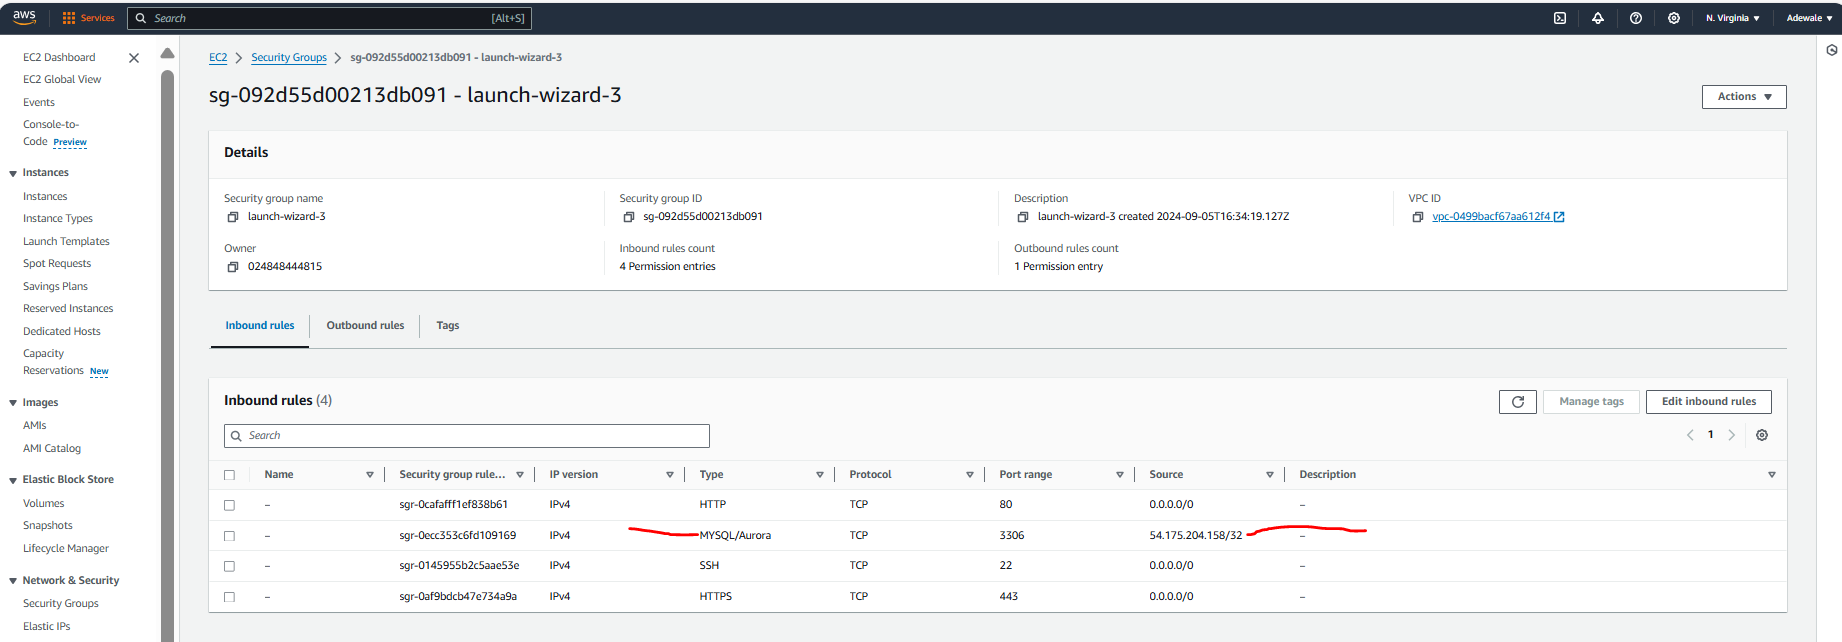 aws Services Search [Alt+S] N. Virginia Adewale
EC2 Dashboard
EC2 Global View
Events
Console-to-
Code Preview
Instances
Instances
Instance Types
Launch Templates
Spot Requests
Savings Plans
Reserved Instances
Dedicated Hosts
Capacity
Reservations New
Images
AMIs
AMI Catalog
Elastic Block Store
Volumes
Snapshots
Lifecycle Manager
Network & Security
Security Groups
Elastic IPs
EC2 Security Groups sg-092d55d00213db091 - launch-wizard-3
sg-092d55d00213db091 - launch-wizard-3
Actions
Details
Security group name Security group ID Description VPC ID
launch-wizard-3 sg-092d55d00213db091 launch-wizard-3 created 2024-09-05T16:34:19.127Z vpc-0499bacf67aa612f4
Owner Inbound rules count Outbound rules count
024848444815 4 Permission entries 1 Permission entry
Inbound rules Outbound rules Tags
Inbound rules (4)
Manage tags Edit inbound rules
Search
1
Name Security group rule... IP version Type Protocol Port range Source Description
– sgr-0cafafff1ef838b61 IPv4 HTTP TCP 80 0.0.0.0/0 –
– sgr-0ecc353c6fd109169 IPv4 MYSQL/Aurora TCP 3306 54.175.204.158/32 –
– sgr-0145955b2c5aae53e IPv4 SSH TCP 22 0.0.0.0/0 –
– sgr-0af9bdcb47e734a9a IPv4 HTTPS TCP 443 0.0.0.0/0 –